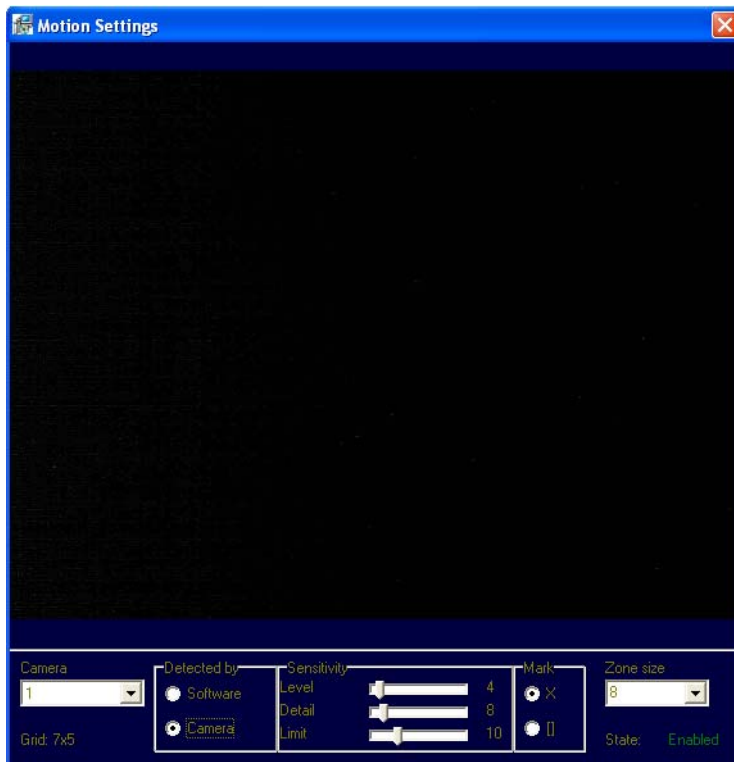 Motion Settings
Camera
1
Grid: 7x5
Detected by
Software
Camera
Sensitivity
Level 4
Detail 8
Limit 10
Mark
X
[]
Zone size
8
State: Enabled